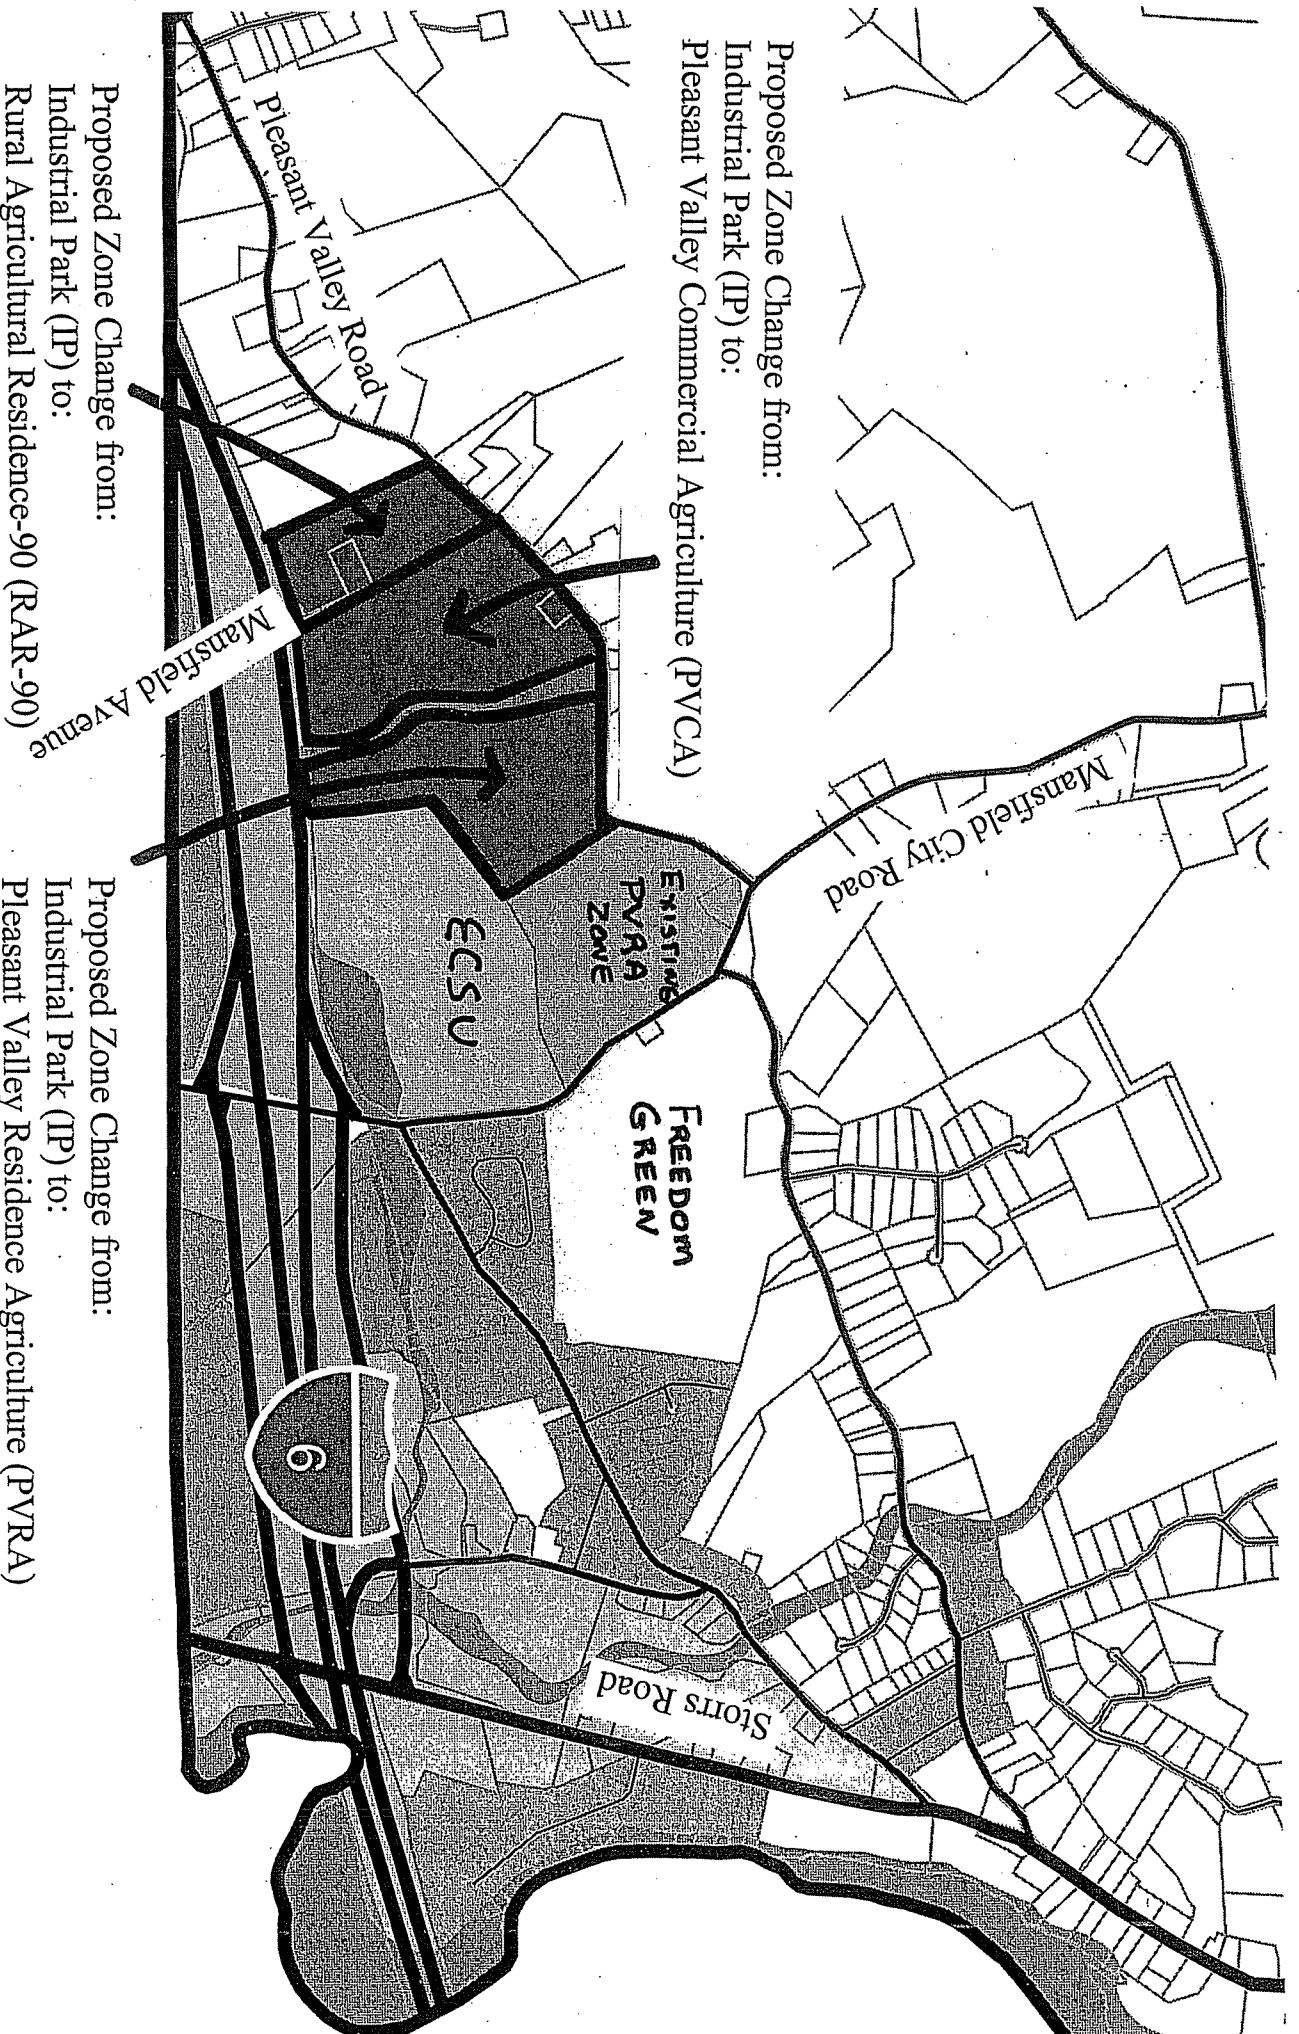 Proposed Zone Change from:
Industrial Park (IP) to:
Pleasant Valley Commercial Agriculture (PVCA)
Mansfield City Road
Pleasant Valley Road
EXISTING
PVRA
ZONE
FREEDOM
GREEN
ECSU
Storrs Road
6
Mansfield Avenue
Proposed Zone Change from:
Industrial Park (IP) to:
Rural Agricultural Residence-90 (RAR-90)
Proposed Zone Change from:
Industrial Park (IP) to:
Pleasant Valley Residence Agriculture (PVRA)